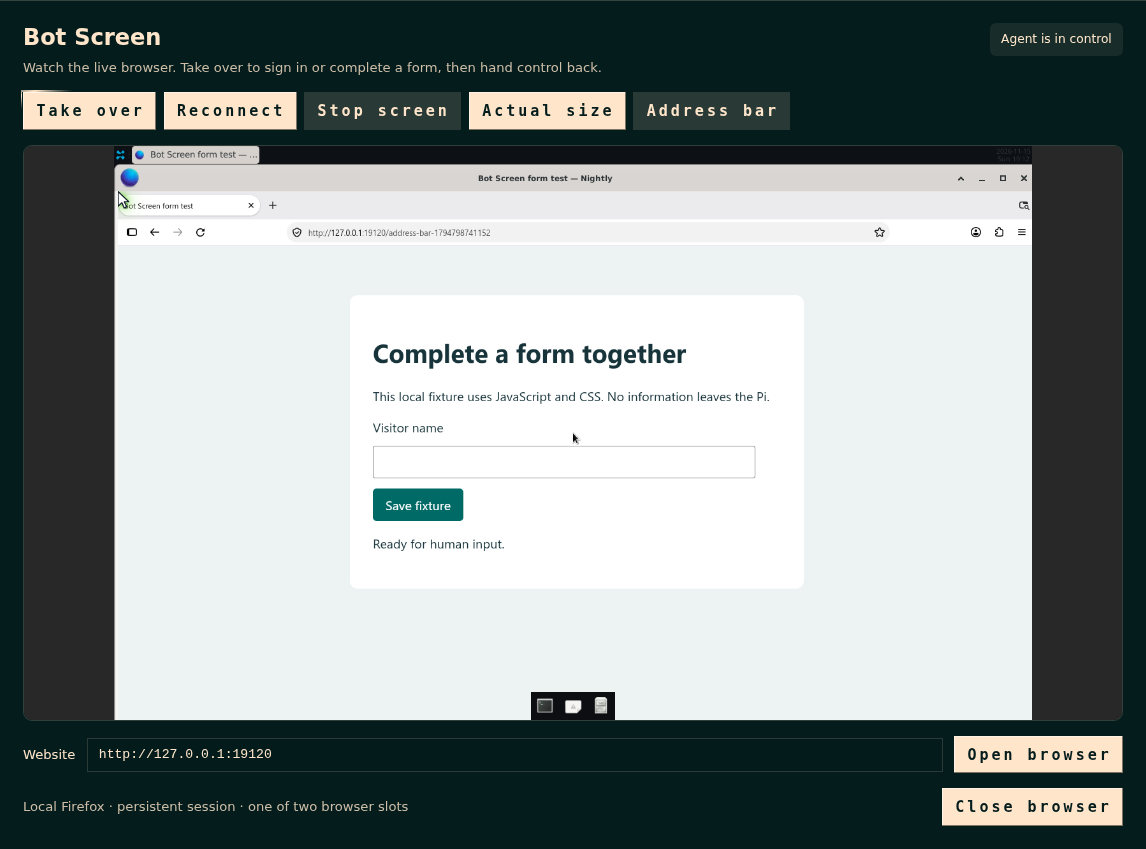 Bot Screen
Agent is in control
Watch the live browser. Take over to sign in or complete a form, then hand control back.
Take over
Reconnect
Stop screen
Actual size
Address bar
Bot Screen form test — ...
Bot Screen form test — Nightly
Bot Screen form test
http://127.0.0.1:19120/address-bar-1794798741152
Complete a form together
This local fixture uses JavaScript and CSS. No information leaves the Pi.
Visitor name
Save fixture
Ready for human input.
Website
http://127.0.0.1:19120
Open browser
Local Firefox · persistent session · one of two browser slots
Close browser